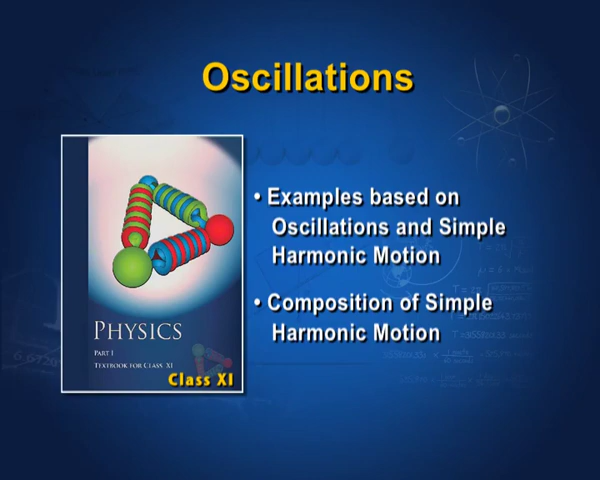 Oscillations
• Examples based on
Oscillations and Simple
Harmonic Motion
• Composition of Simple
Harmonic Motion
PHYSICS
PART I
TEXTBOOK FOR CLASS XI
Class XI